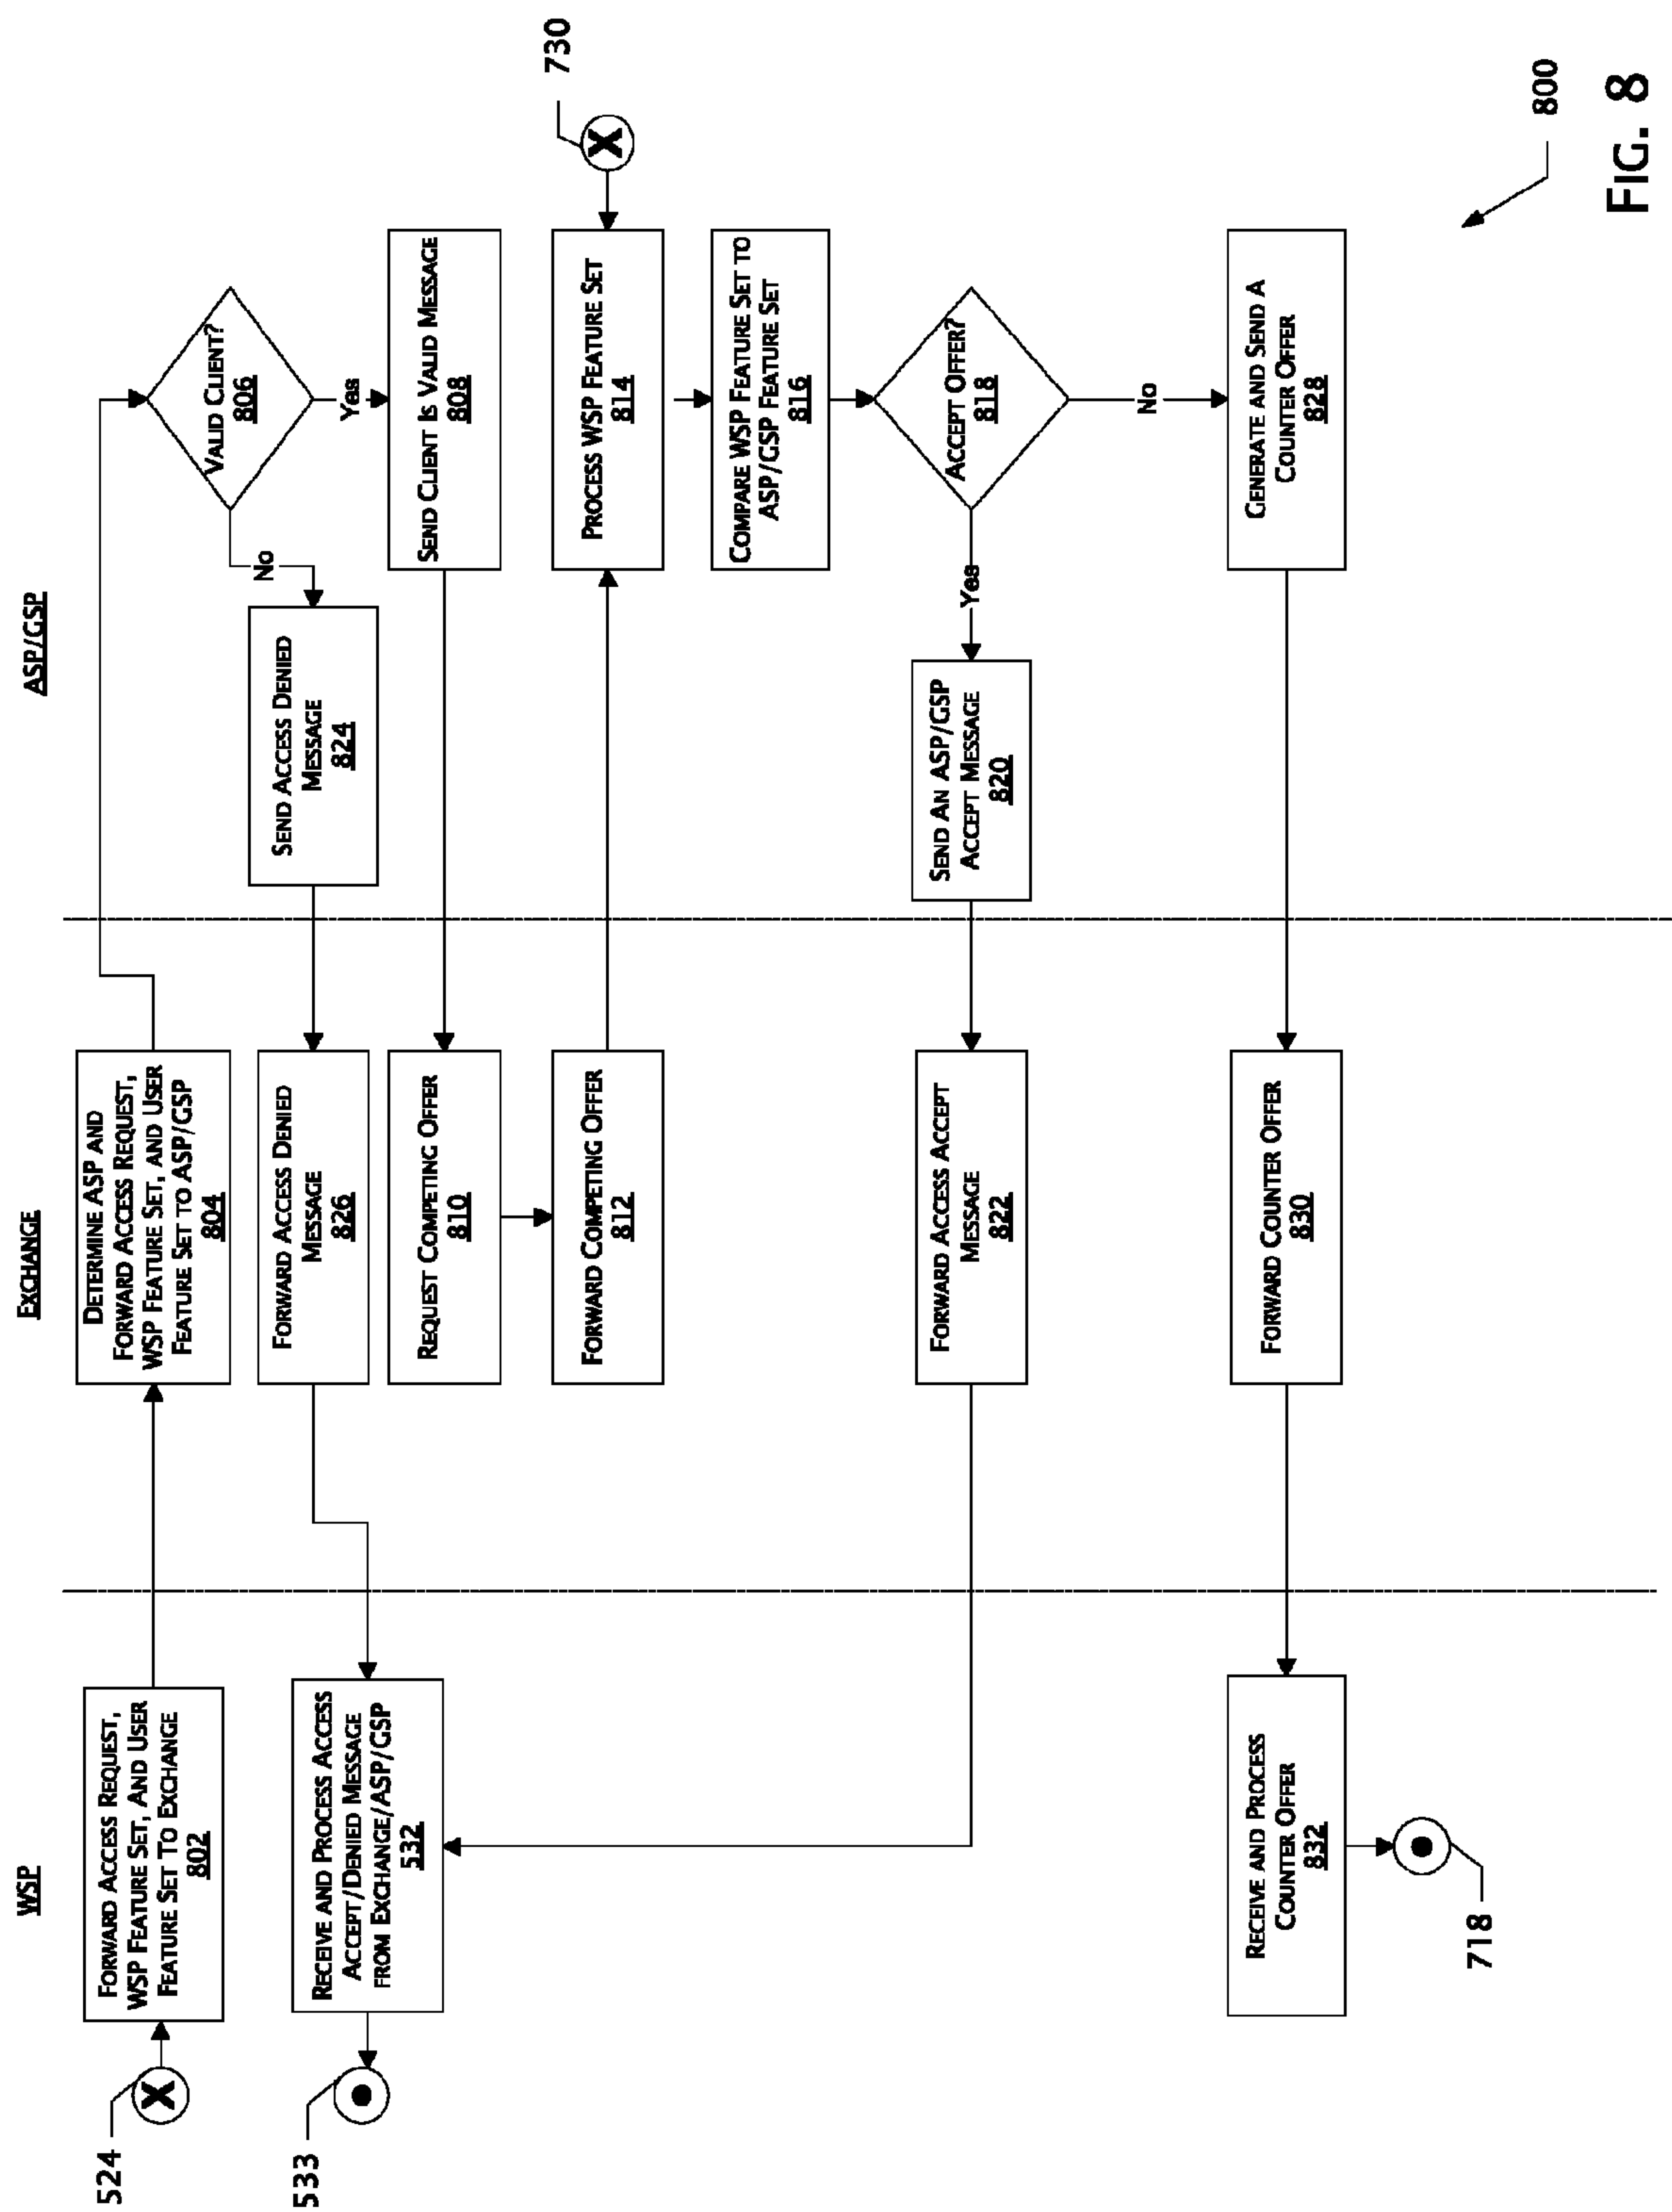 WSP
EXCHANGE
ASP/GSP
524
FORWARD ACCESS REQUEST,
WSP FEATURE SET, AND USER
FEATURE SET TO EXCHANGE
802
DETERMINE ASP AND
FORWARD ACCESS REQUEST,
WSP FEATURE SET, AND USER
FEATURE SET TO ASP/GSP
804
VALID CLIENT?
806
No
Yes
SEND ACCESS DENIED
MESSAGE
824
FORWARD ACCESS DENIED
MESSAGE
826
533
RECEIVE AND PROCESS ACCESS
ACCEPT/DENIED MESSAGE
FROM EXCHANGE/ASP/GSP
532
SEND CLIENT IS VALID MESSAGE
808
REQUEST COMPETING OFFER
810
FORWARD COMPETING OFFER
812
PROCESS WSP FEATURE SET
814
730
COMPARE WSP FEATURE SET TO
ASP/GSP FEATURE SET
816
ACCEPT OFFER?
818
Yes
No
SEND AN ASP/GSP
ACCEPT MESSAGE
820
FORWARD ACCESS ACCEPT
MESSAGE
822
GENERATE AND SEND A
COUNTER OFFER
828
FORWARD COUNTER OFFER
830
RECEIVE AND PROCESS
COUNTER OFFER
832
718
800
FIG. 8